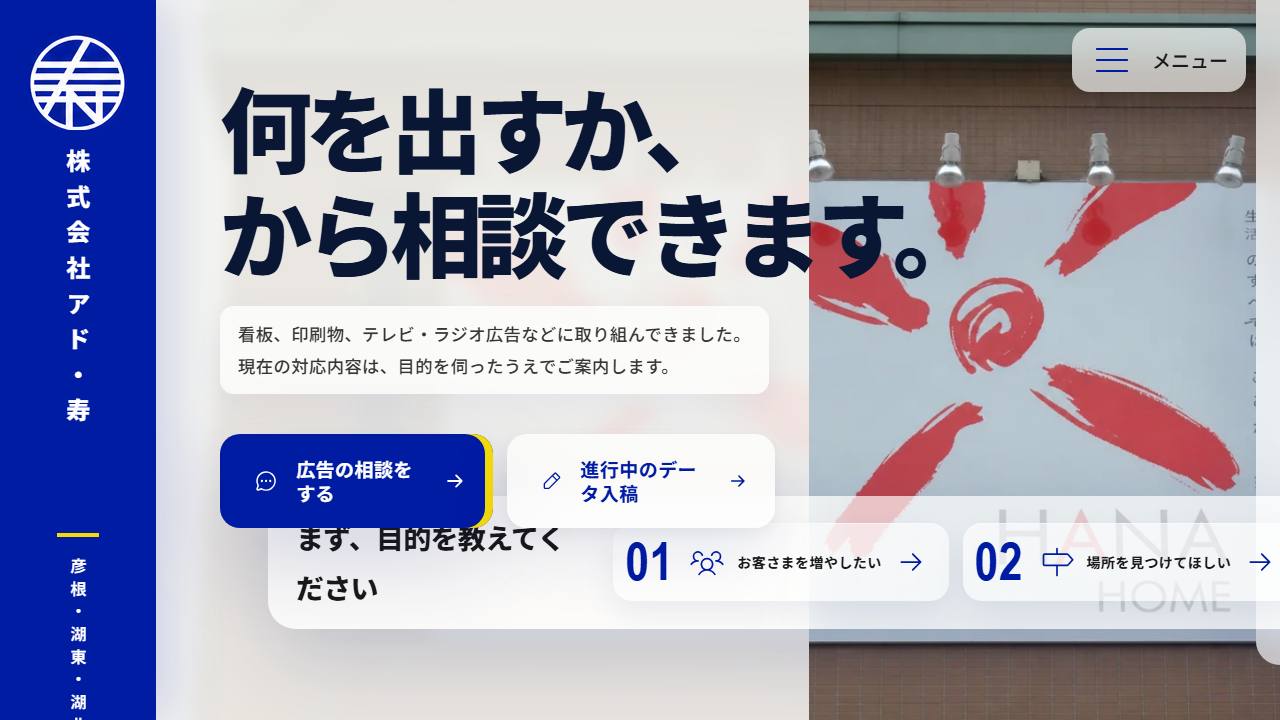 寿
株式会社アド・寿
彦根・湖東・湖
メニュー
何を出すか、
から相談できます。
看板、印刷物、テレビ・ラジオ広告などに取り組んできました。
現在の対応内容は、目的を伺ったうえでご案内します。
広告の相談を
する
進行中のデー
タ入稿
まず、目的を教えてく
ださい
01 お客さまを増やしたい
02 場所を見つけてほしい
HANA
HOME